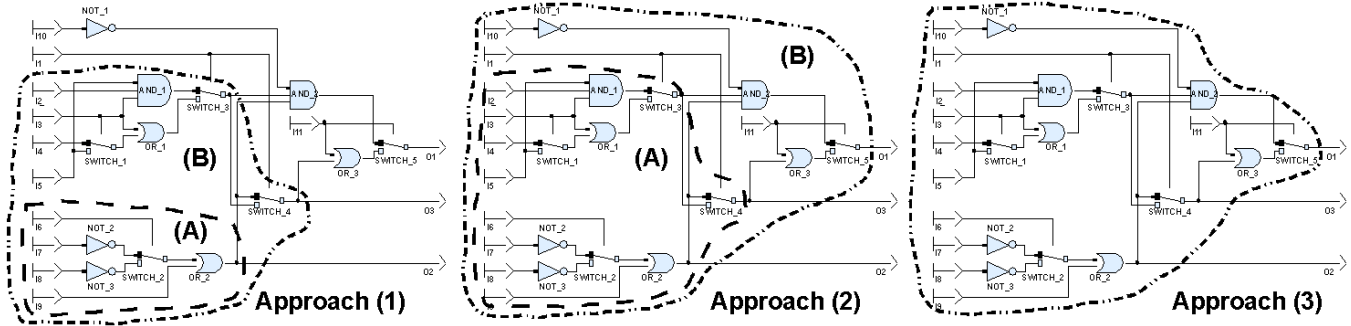 NOT_1
I10
I1
AND_1
I2
SWITCH_3
AND_2
I3
I11
I4
SWITCH_1
OR_1
(B)
SWITCH_5
O1
OR_3
I5
SWITCH_4
O3
I6
(A)
NOT_2
I7
I8
SWITCH_2
OR_2
O2
NOT_3
I9
Approach (1)
NOT_1
I10
(B)
I1
AND_1
I2
SWITCH_3
AND_2
I3
I11
I4
SWITCH_1
OR_1
(A)
SWITCH_5
O1
OR_3
I5
SWITCH_4
O3
I6
NOT_2
I7
I8
SWITCH_2
OR_2
O2
NOT_3
I9
Approach (2)
NOT_1
I10
I1
AND_1
I2
SWITCH_3
AND_2
I3
I11
I4
SWITCH_1
OR_1
SWITCH_5
O1
OR_3
I5
SWITCH_4
O3
I6
NOT_2
I7
I8
SWITCH_2
OR_2
O2
NOT_3
I9
Approach (3)